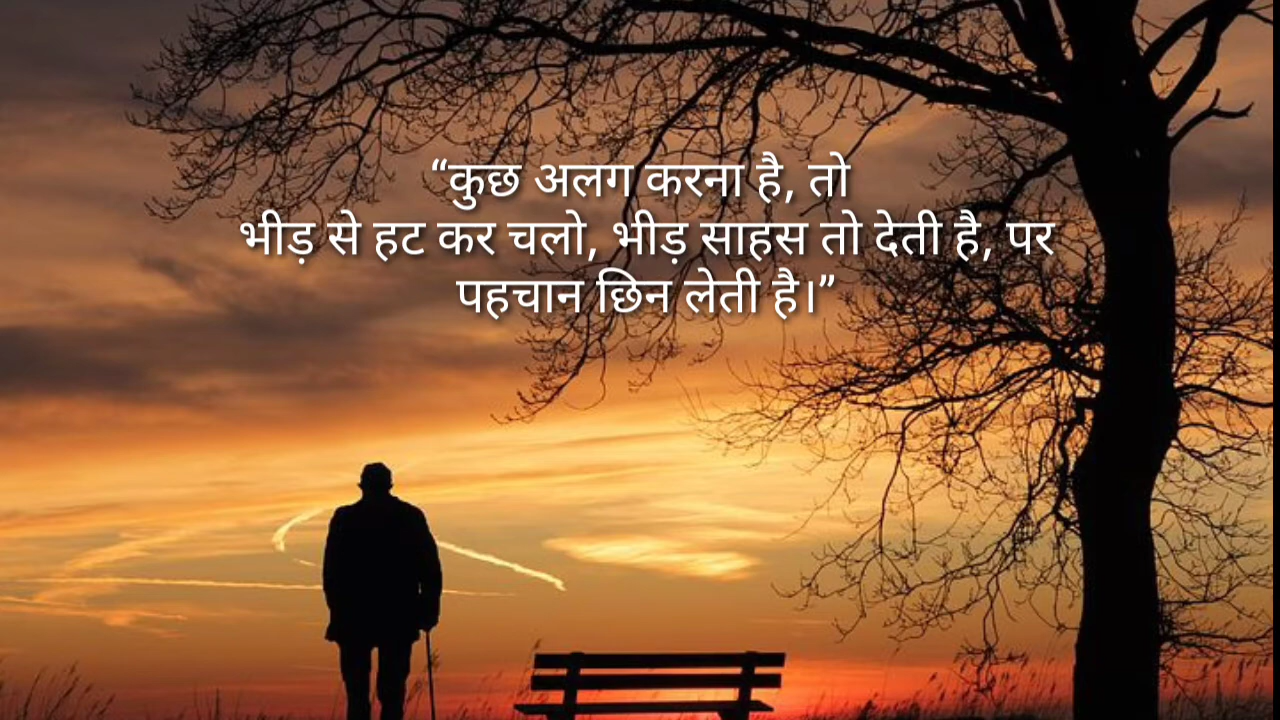 “कुछ अलग करना है, तो
भीड़ से हट कर चलो, भीड़ साहस तो देती है, पर
पहचान छिन लेती है।”